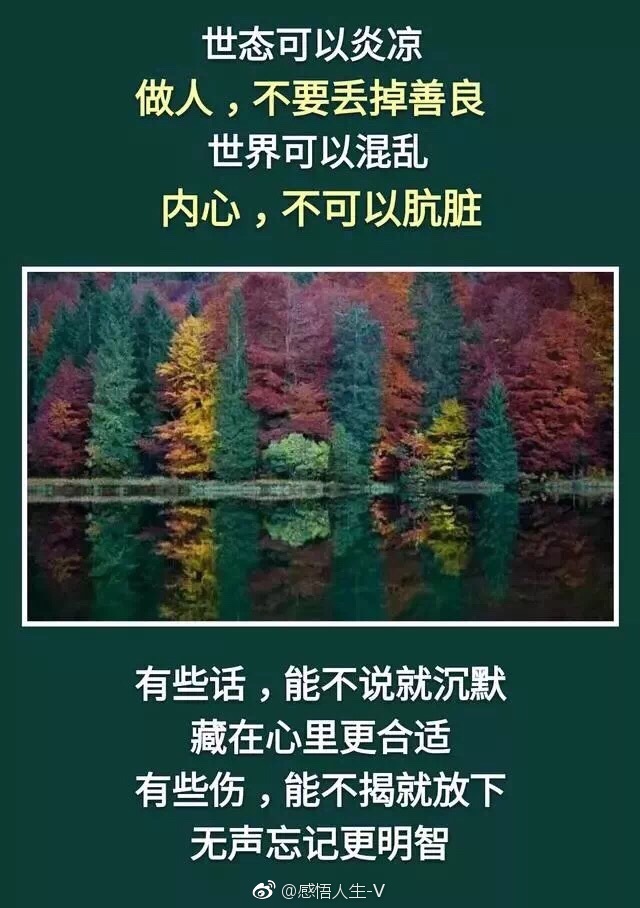 世态可以炎凉
做人，不要丢掉善良
世界可以混乱
内心，不可以肮脏
有些话，能不说就沉默
藏在心里更合适
有些伤，能不揭就放下
无声忘记更明智
@感悟人生-V